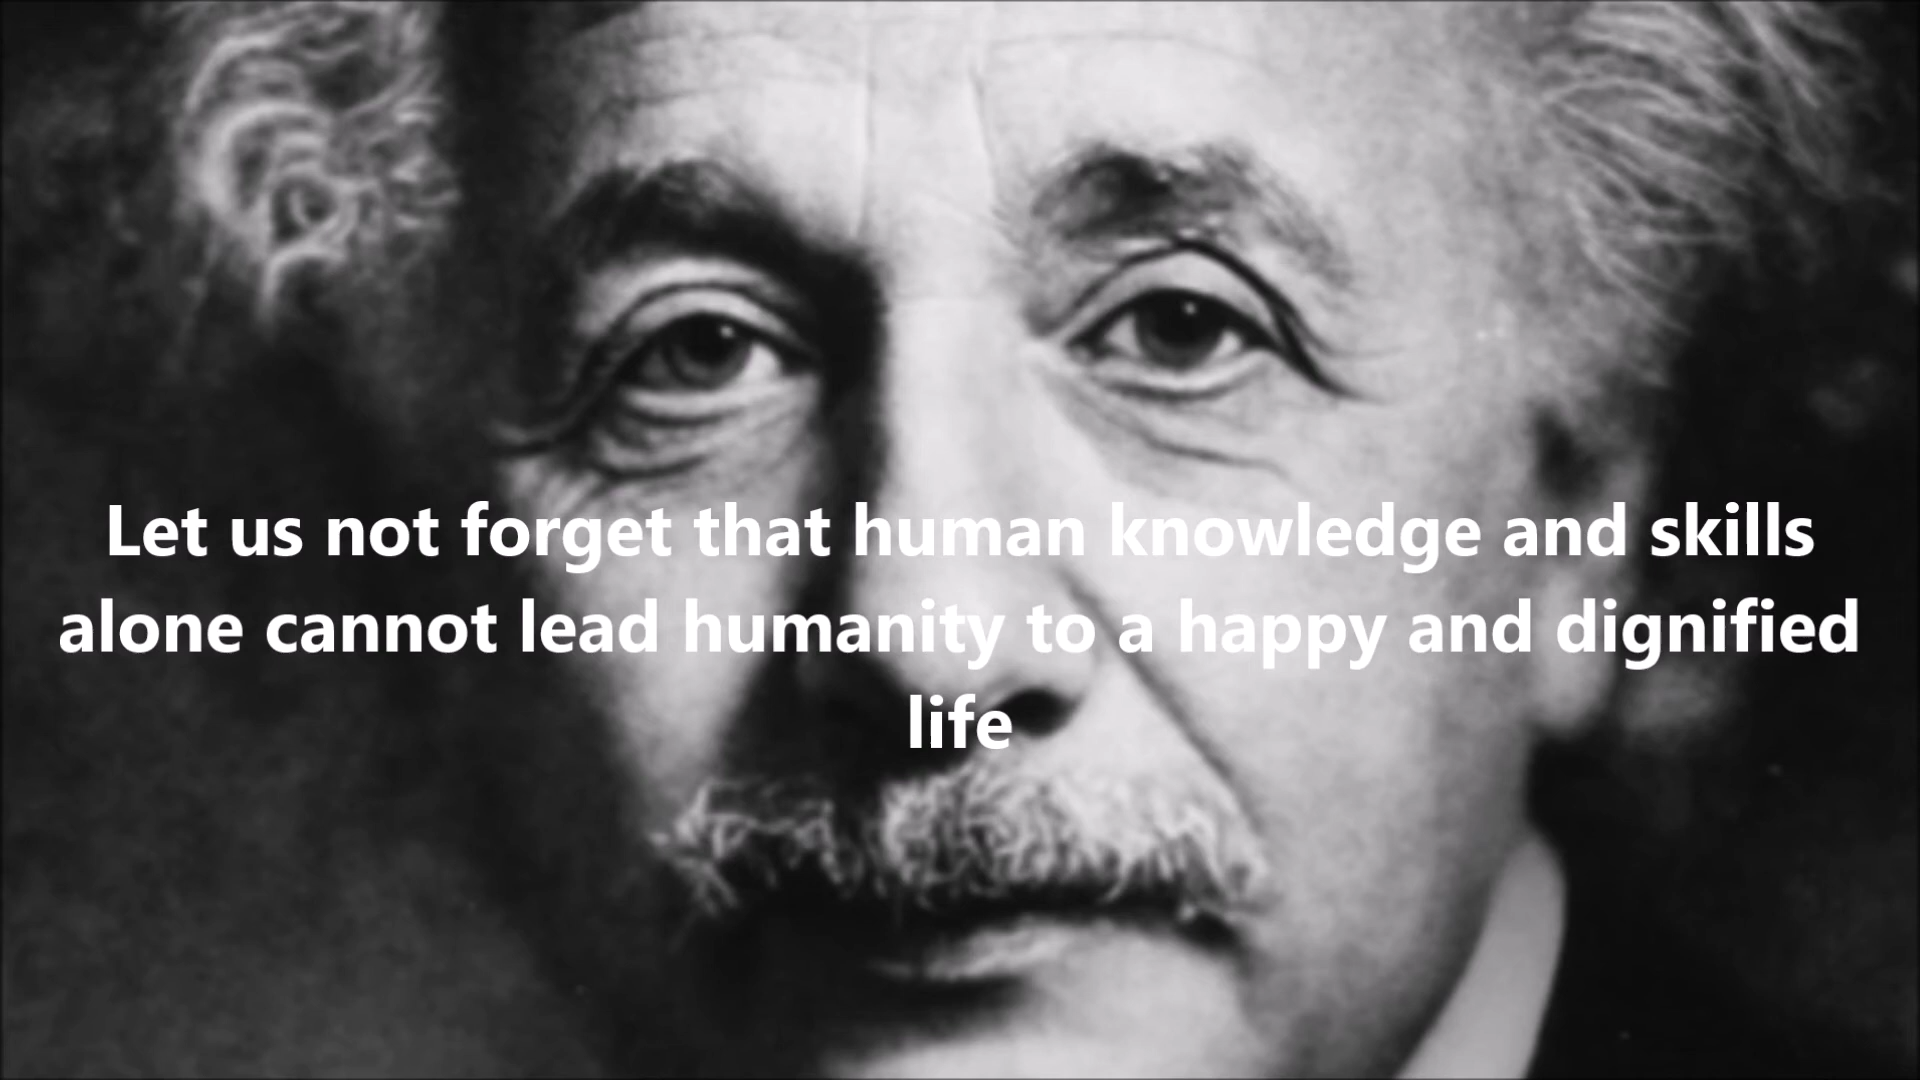 Let us not forget that human knowledge and skills
alone cannot lead humanity to a happy and dignified
life